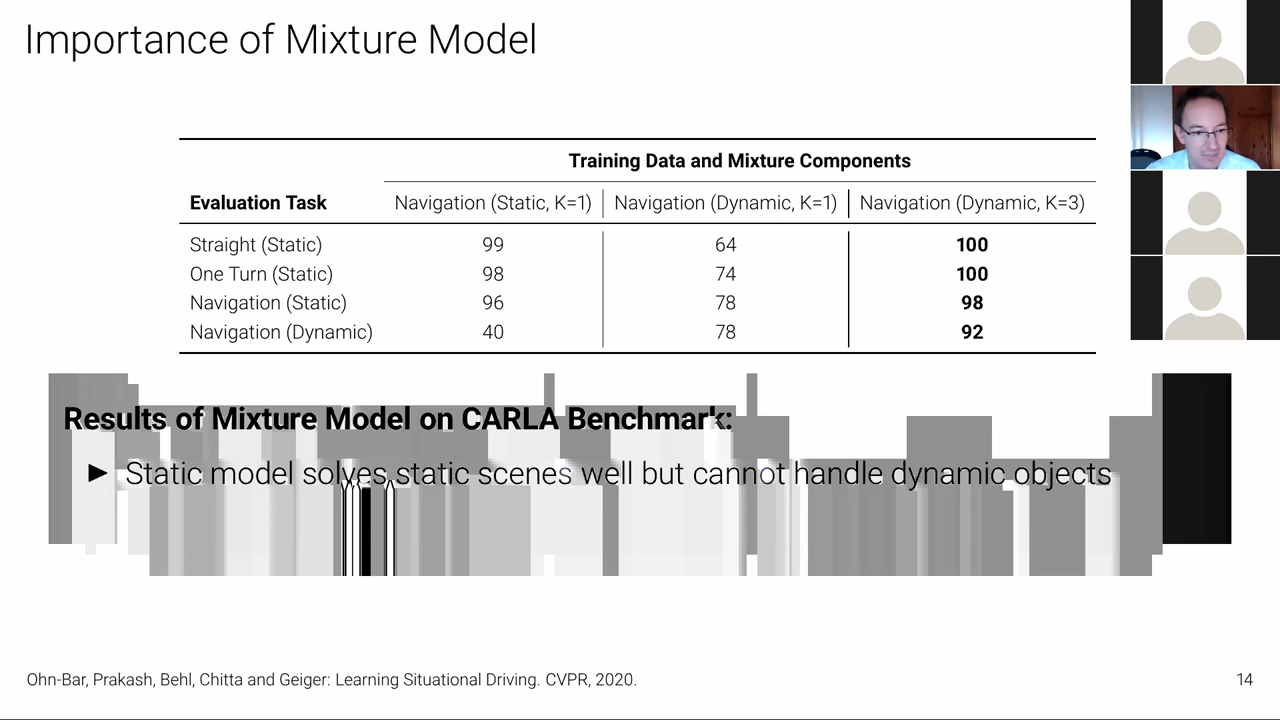 Importance of Mixture Model
Training Data and Mixture Components
Evaluation Task Navigation (Static, K=1) Navigation (Dynamic, K=1) Navigation (Dynamic, K=3)
Straight (Static) 99 64 100
One Turn (Static) 98 74 100
Navigation (Static) 96 78 98
Navigation (Dynamic) 40 78 92
Results of Mixture Model on CARLA Benchmark:
► Static model solves static scenes well but cannot handle dynamic objects
Ohn-Bar, Prakash, Behl, Chitta and Geiger: Learning Situational Driving. CVPR, 2020.
14